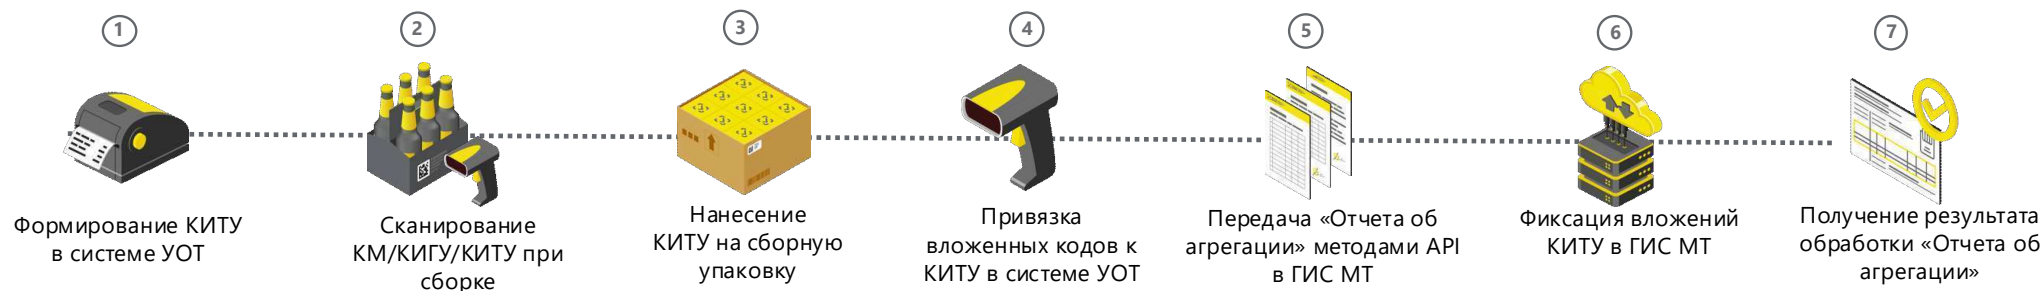 1
Формирование КИТУ
в системе УОТ
2
Сканирование
КМ/КИГУ/КИТУ при
сборке
3
Нанесение
КИТУ на сборную
упаковку
4
Привязка
вложенных кодов к
КИТУ в системе УОТ
5
Передача «Отчета об
агрегации» методами API
в ГИС МТ
6
Фиксация вложений
КИТУ в ГИС МТ
7
Получение результата
обработки «Отчета об
агрегации»